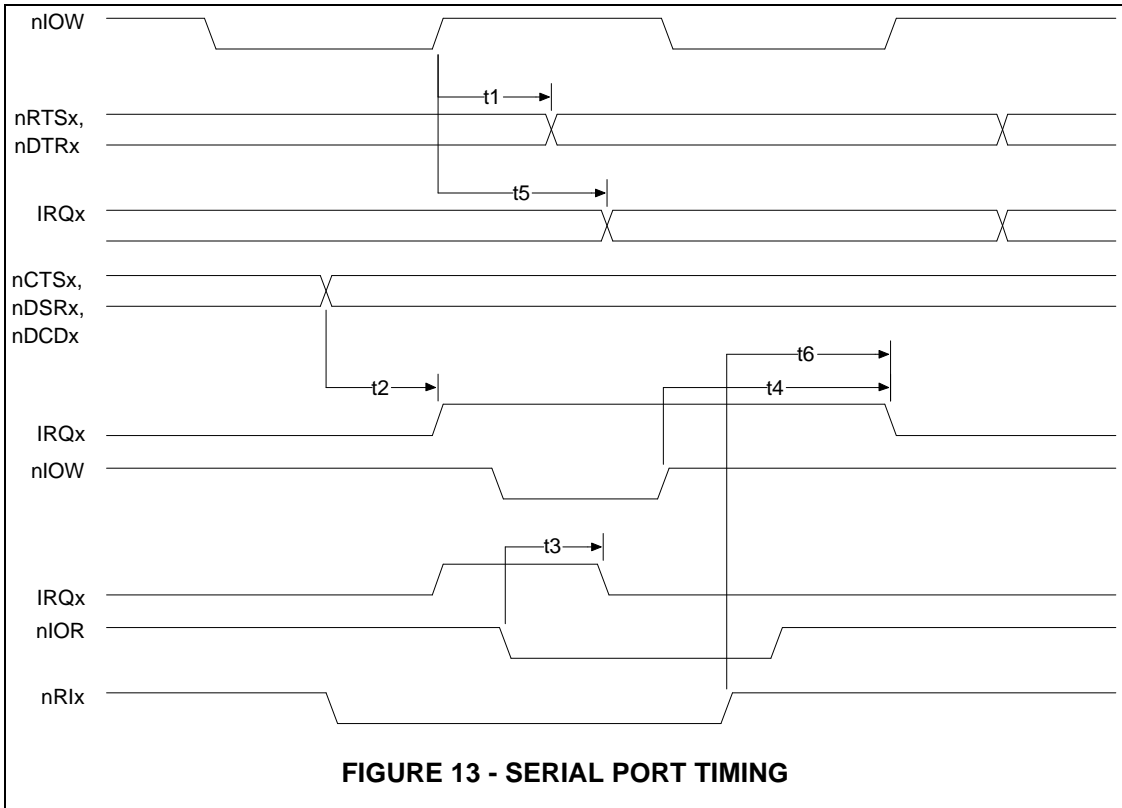 nIOW
t1
nRTSx,
nDTRx
t5
IRQx
nCTSx,
nDSRx,
nDCDx
t6
t2
t4
IRQx
nIOW
t3
IRQx
nIOR
nRIx
FIGURE 13 - SERIAL PORT TIMING